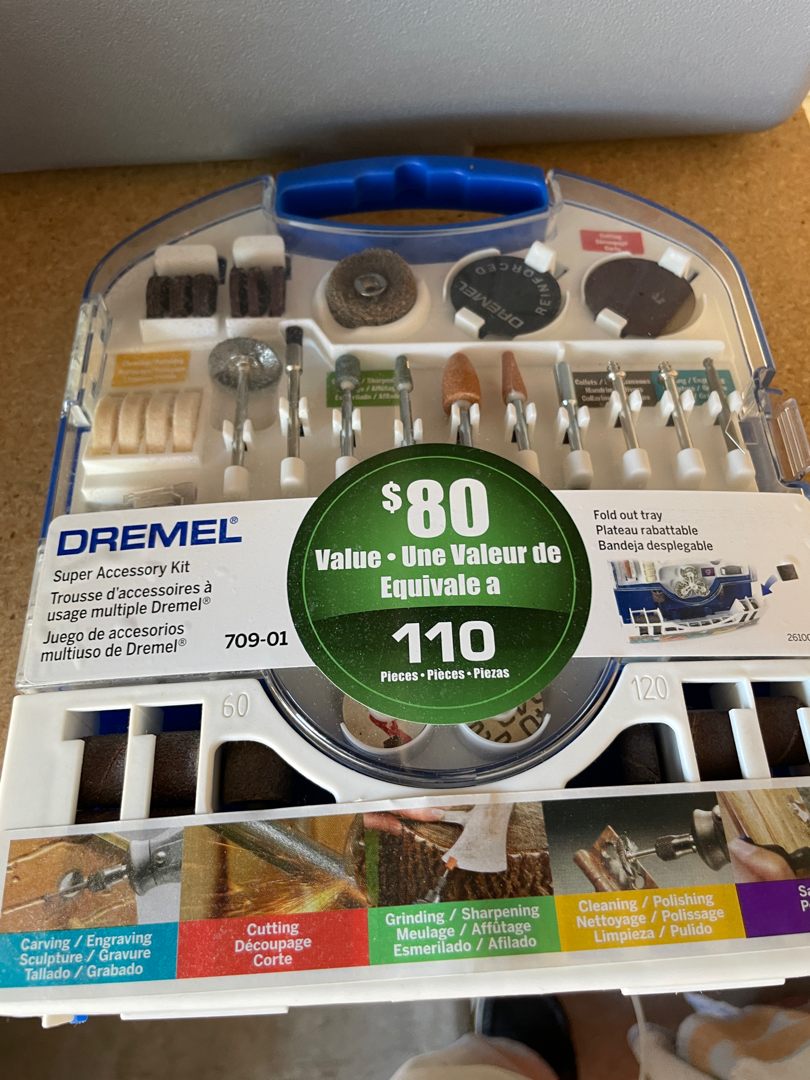 Cutting
Découpage
Corte
DREMEL
REINFORCED
DREMEL®
Super Accessory Kit
Trousse d'accessoires à
usage multiple Dremel®
Juego de accesorios
multiuso de Dremel®
709-01
$80
Value • Une Valeur de
Equivale a
110
Pieces • Pièces • Piezas
Fold out tray
Plateau rabattable
Bandeja desplegable
60
120
Carving / Engraving
Sculpture / Gravure
Tallado / Grabado
Cutting
Découpage
Corte
Grinding / Sharpening
Meulage / Affûtage
Esmerilado / Afilado
Cleaning / Polishing
Nettoyage / Polissage
Limpieza / Pulido